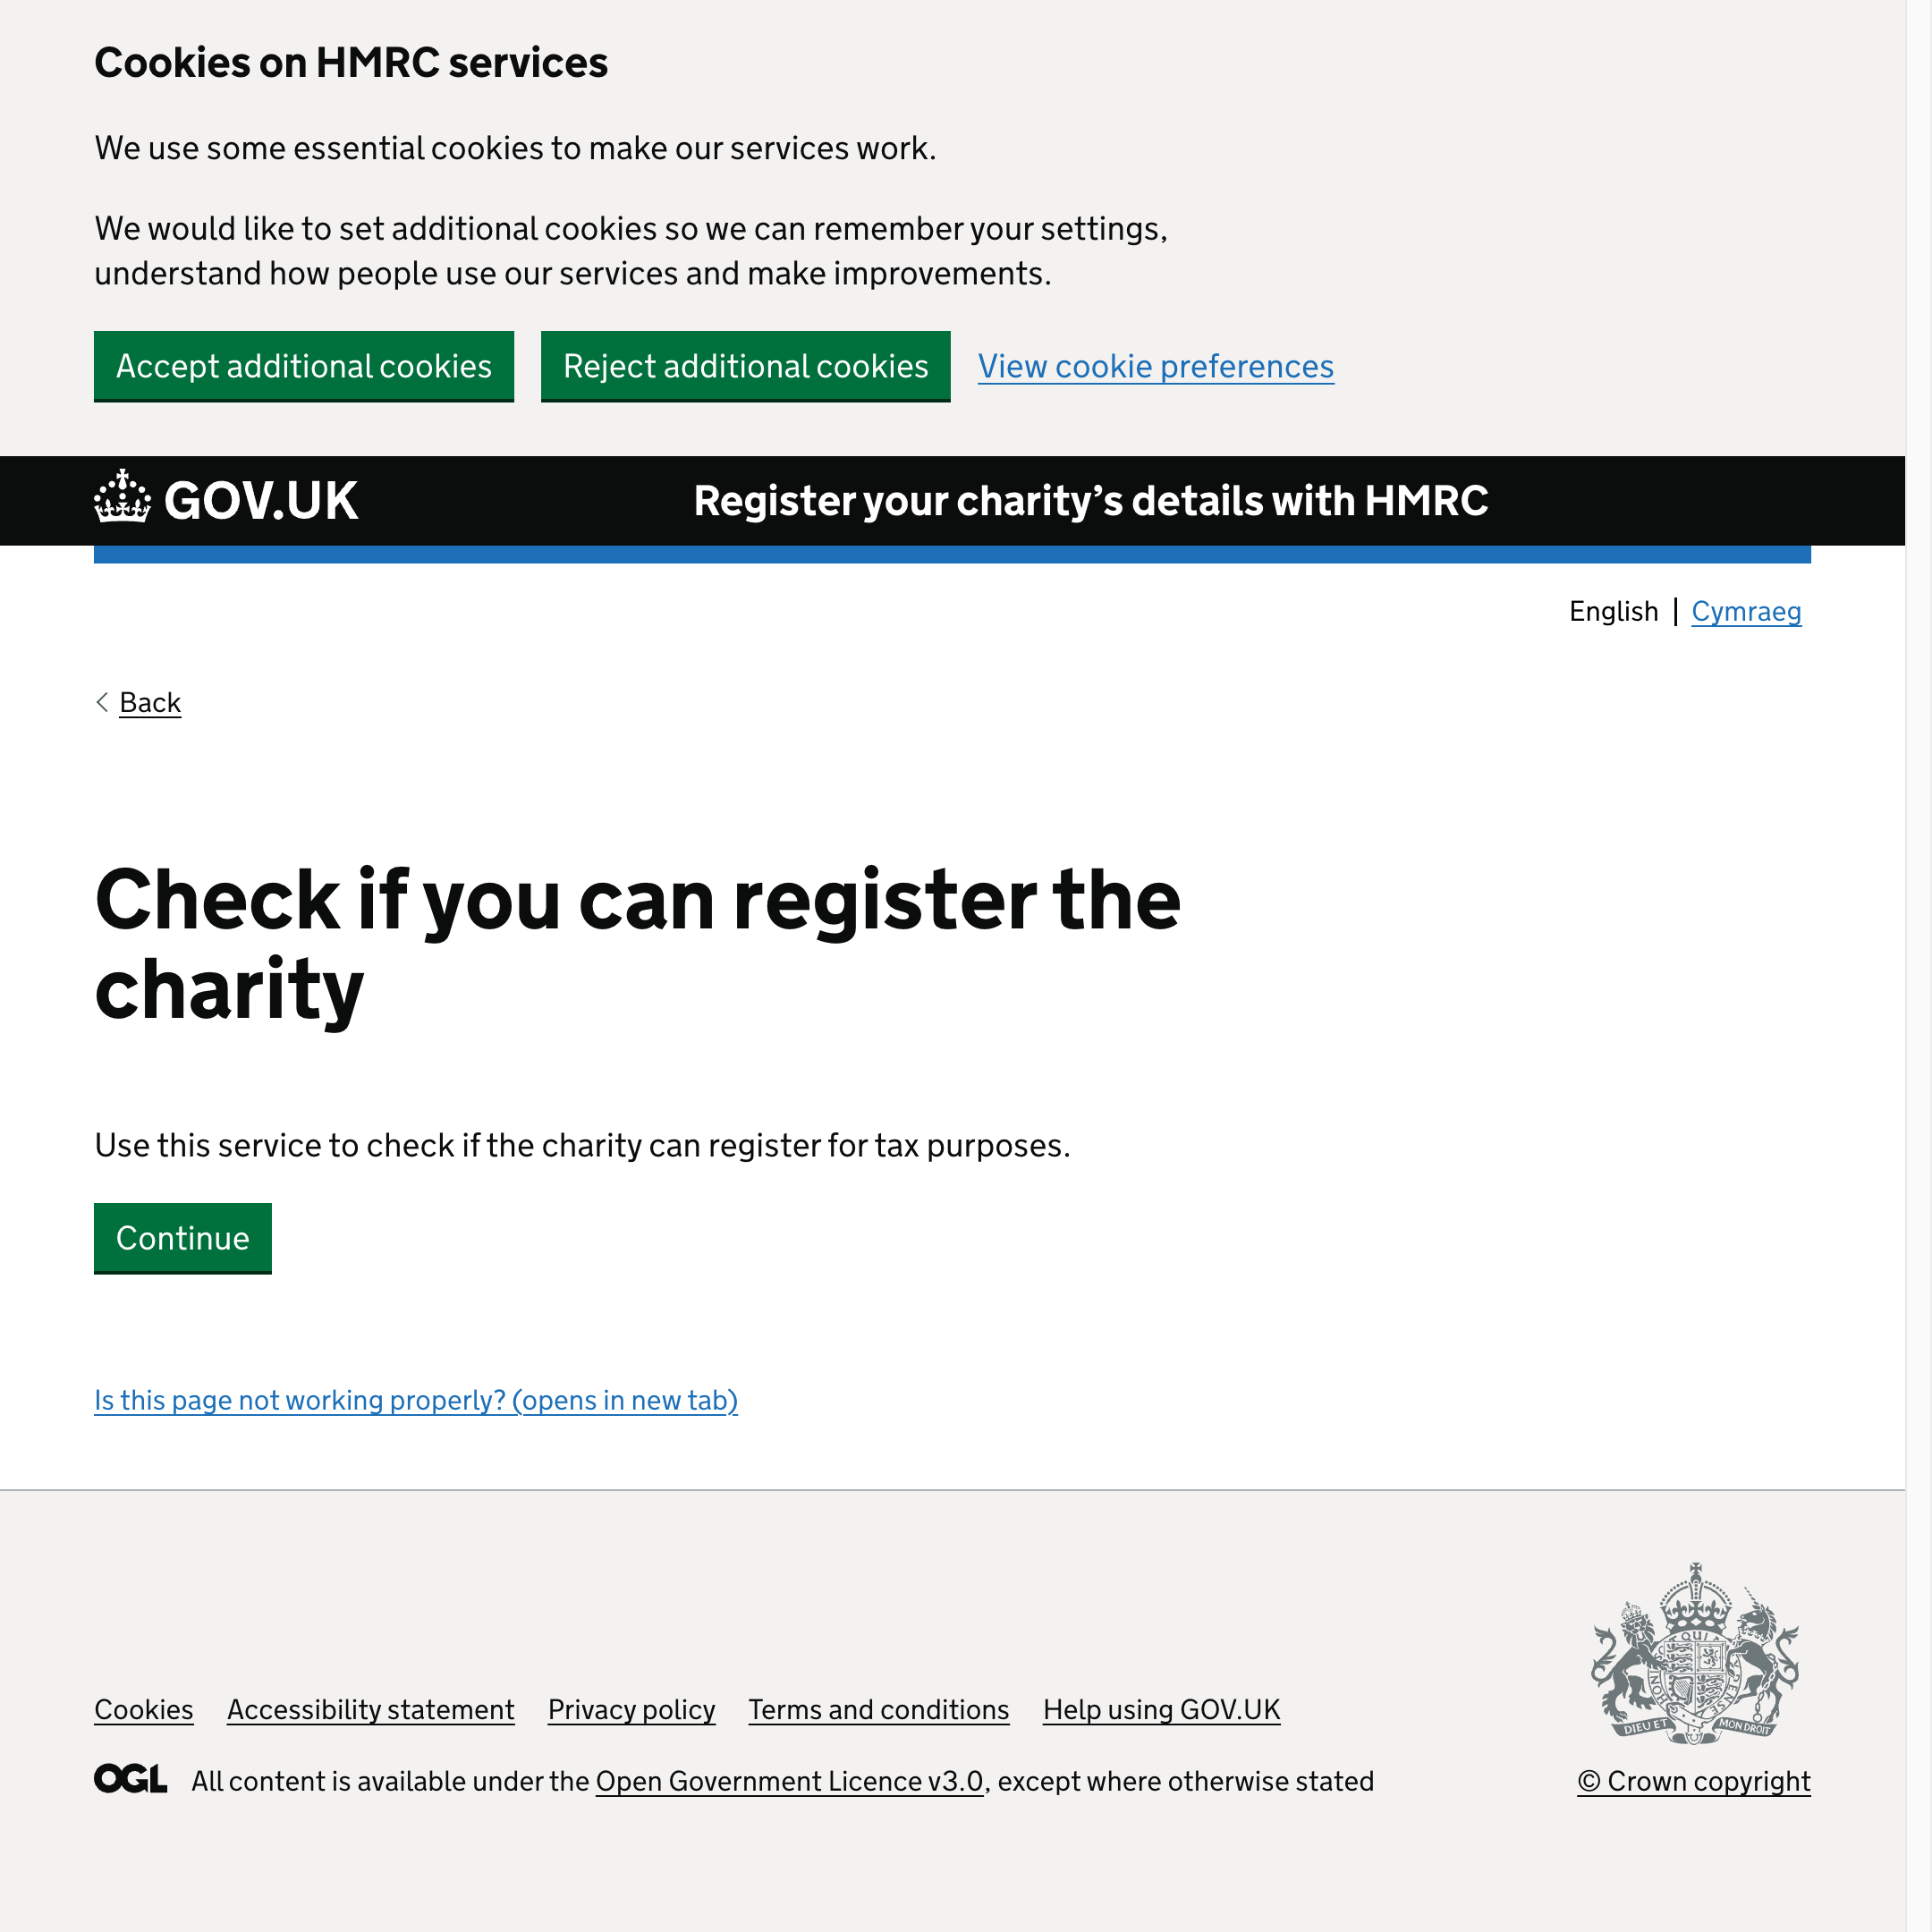 Cookies on HMRC services
We use some essential cookies to make our services work.
We would like to set additional cookies so we can remember your settings,
understand how people use our services and make improvements.
Accept additional cookies
Reject additional cookies
View cookie preferences
GOV.UK
Register your charity’s details with HMRC
English
Cymraeg
Back
Check if you can register the
charity
Use this service to check if the charity can register for tax purposes.
Continue
Is this page not working properly? (opens in new tab)
Cookies
Accessibility statement
Privacy policy
Terms and conditions
Help using GOV.UK
OGL
All content is available under the Open Government Licence v3.0, except where otherwise stated
DIEU ET MON DROIT
© Crown copyright